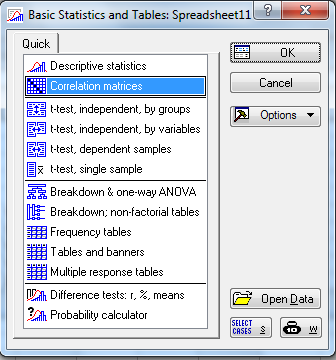 Basic Statistics and Tables: Spreadsheet11
Quick
Descriptive statistics
Correlation matrices
t-test, independent, by groups
t-test, independent, by variables
t-test, dependent samples
t-test, single sample
Breakdown & one-way ANOVA
Breakdown; non-factorial tables
Frequency tables
Tables and banners
Multiple response tables
Difference tests: r, %, means
Probability calculator
OK
Cancel
Options
Open Data
SELECT
CASES
S
W